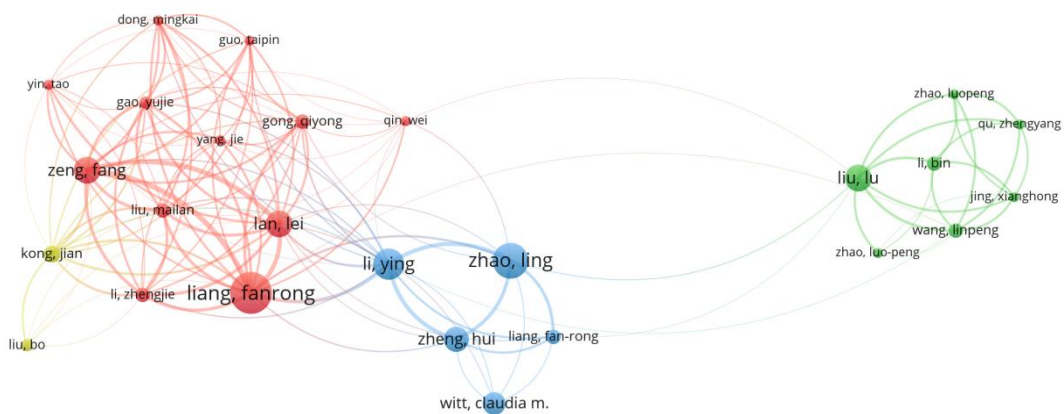 dong, mingkai
guo, taipin
yin, tao
gao, yujie
gong, qiyong
qin, wei
yang, jie
zeng, fang
liu, mailan
lan, lei
kong, jian
li, zhengjie
liang, fanrong
liu, bo
li, ying
zhao, ling
zheng, hui
liang, fan-rong
witt, claudia m.
zhao, luopeng
qu, zhengyang
li, bin
liu, lu
jing, xianghong
wang, linpeng
zhao, luo-peng